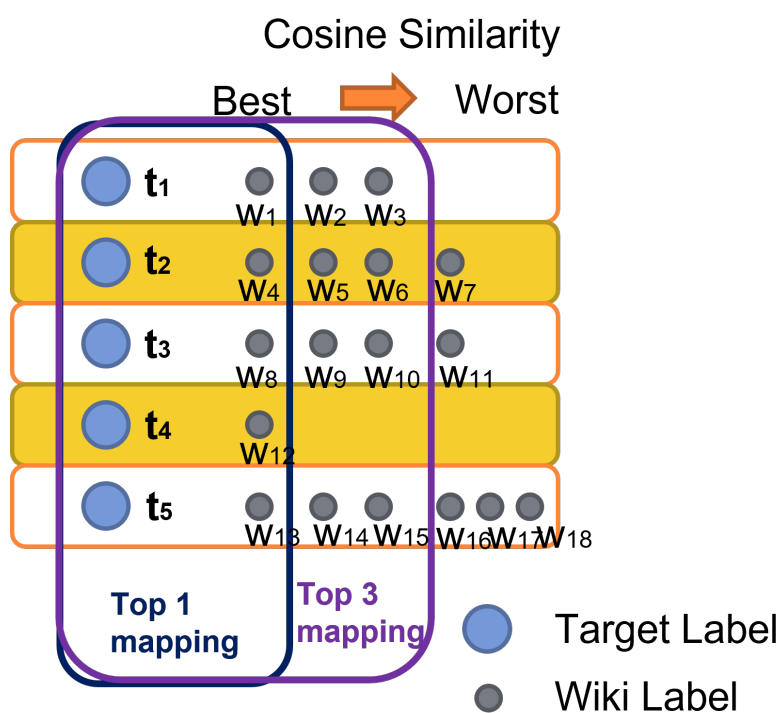 Cosine Similarity
Best Worst
t1
w1 w2 w3
t2
w4 w5 w6 w7
t3
w8 w9 w10 w11
t4
w12
t5
w13 w14 w15 w16 w17 w18
Top 1
mapping
Top 3
mapping
Target Label
Wiki Label